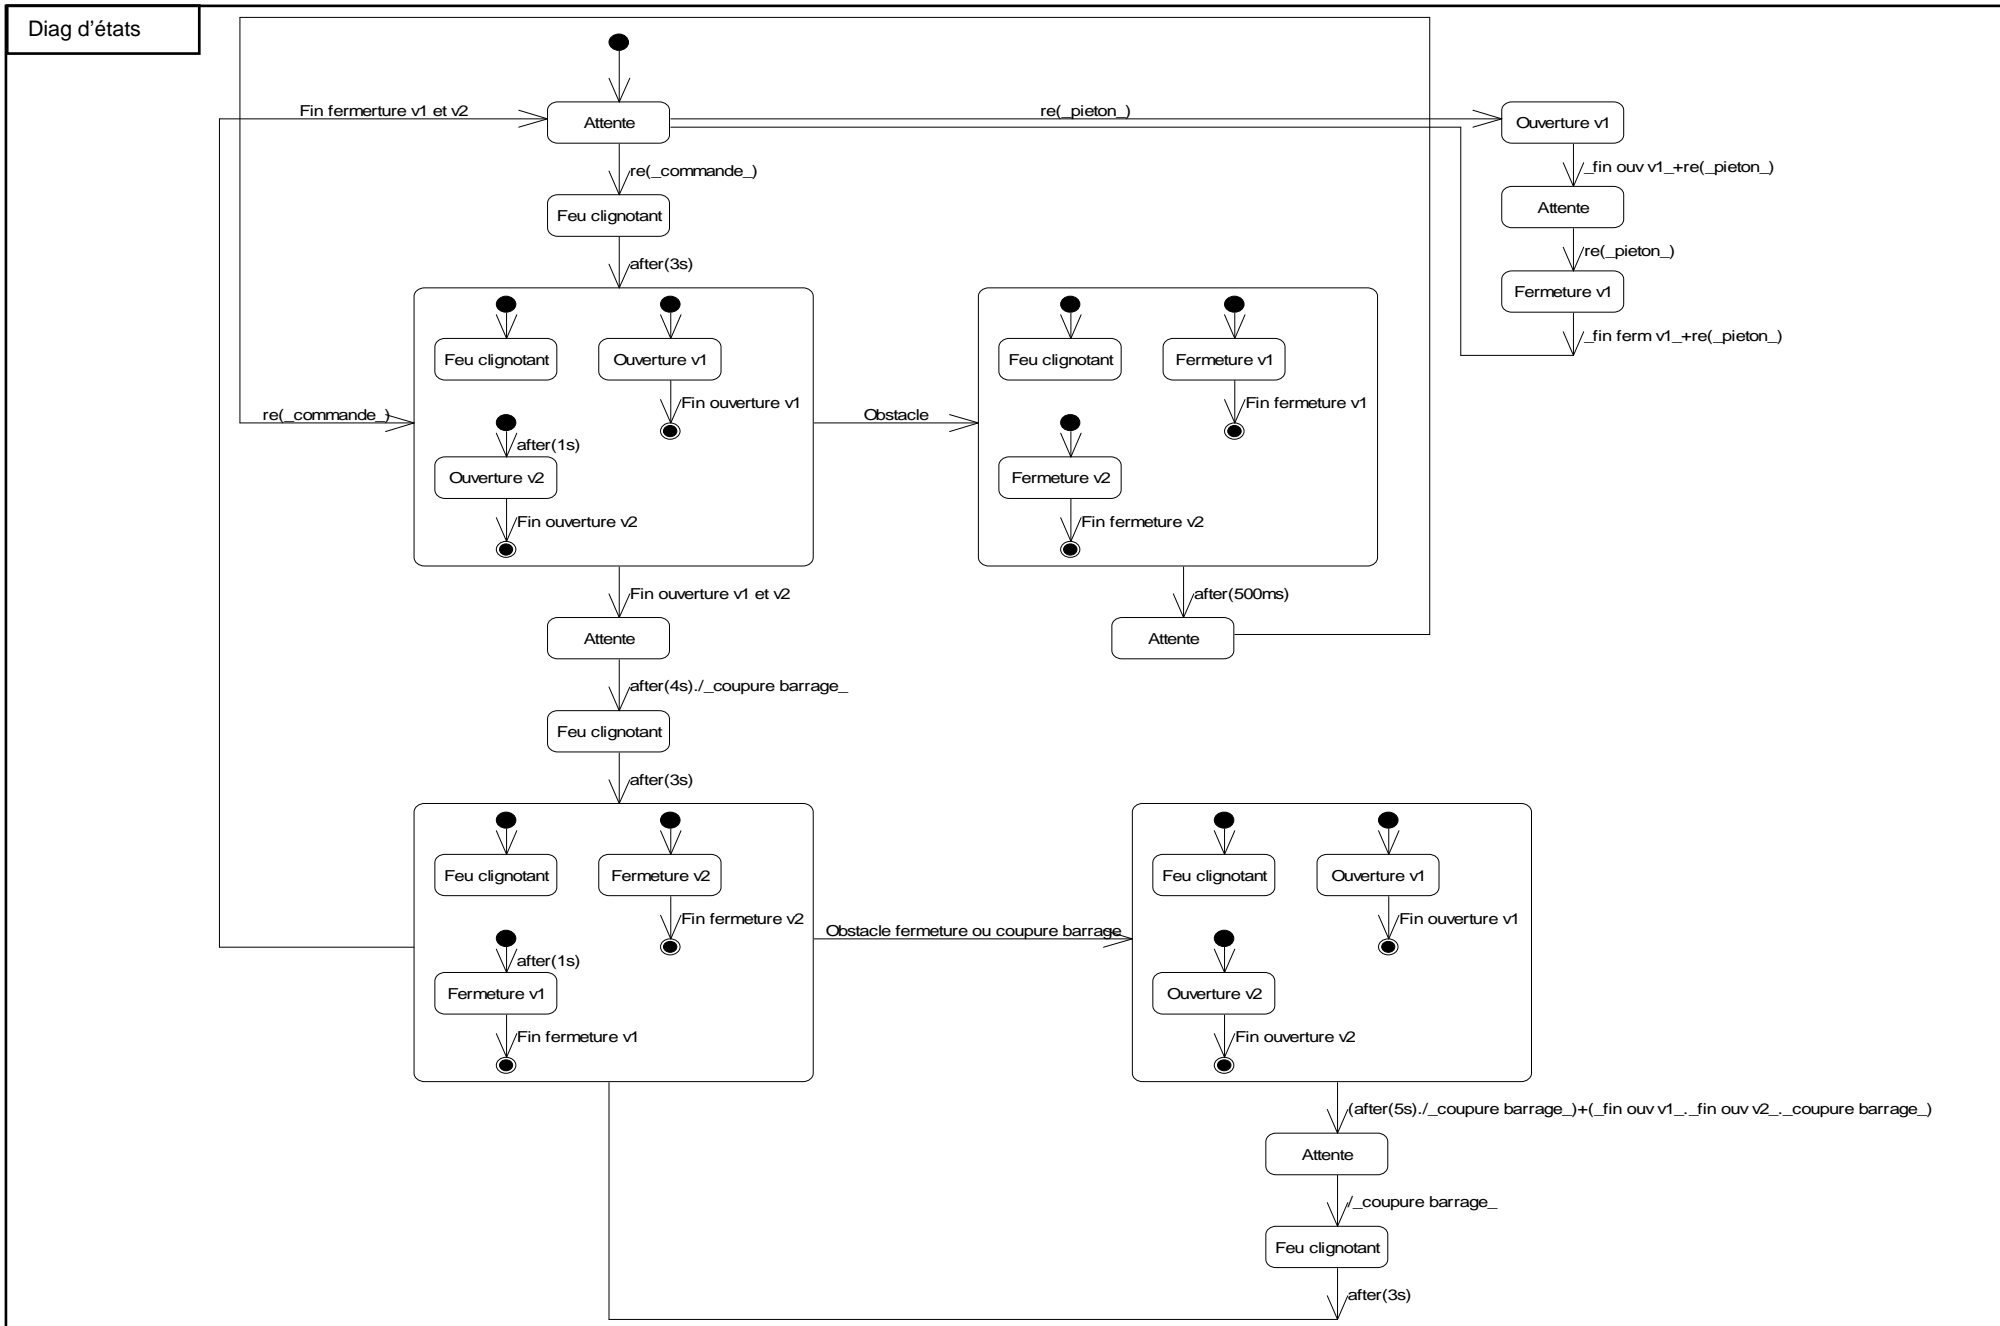 Diag d'états
Fin fermerture v1 et v2
Attente
re(_pieton_)
Ouverture v1
re(_commande_)
_fin ouv v1_+re(_pieton_)
Feu clignotant
Attente
after(3s)
re(_pieton_)
Fermeture v1
_fin ferm v1_+re(_pieton_)
Feu clignotant
Ouverture v1
Fin ouverture v1
re(_commande_)
after(1s)
Ouverture v2
Fin ouverture v2
Obstacle
Feu clignotant
Fermeture v1
Fin fermeture v1
Fermeture v2
Fin fermeture v2
Fin ouverture v1 et v2
after(500ms)
Attente
Attente
after(4s)./_coupure barrage_
Feu clignotant
after(3s)
Feu clignotant
Fermeture v2
Fin fermeture v2
after(1s)
Fermeture v1
Fin fermeture v1
Obstacle fermeture ou coupure barrage
Feu clignotant
Ouverture v1
Fin ouverture v1
Ouverture v2
Fin ouverture v2
(after(5s)./_coupure barrage_)+(_fin ouv v1_._fin ouv v2_._coupure barrage_)
Attente
/_coupure barrage_
Feu clignotant
after(3s)